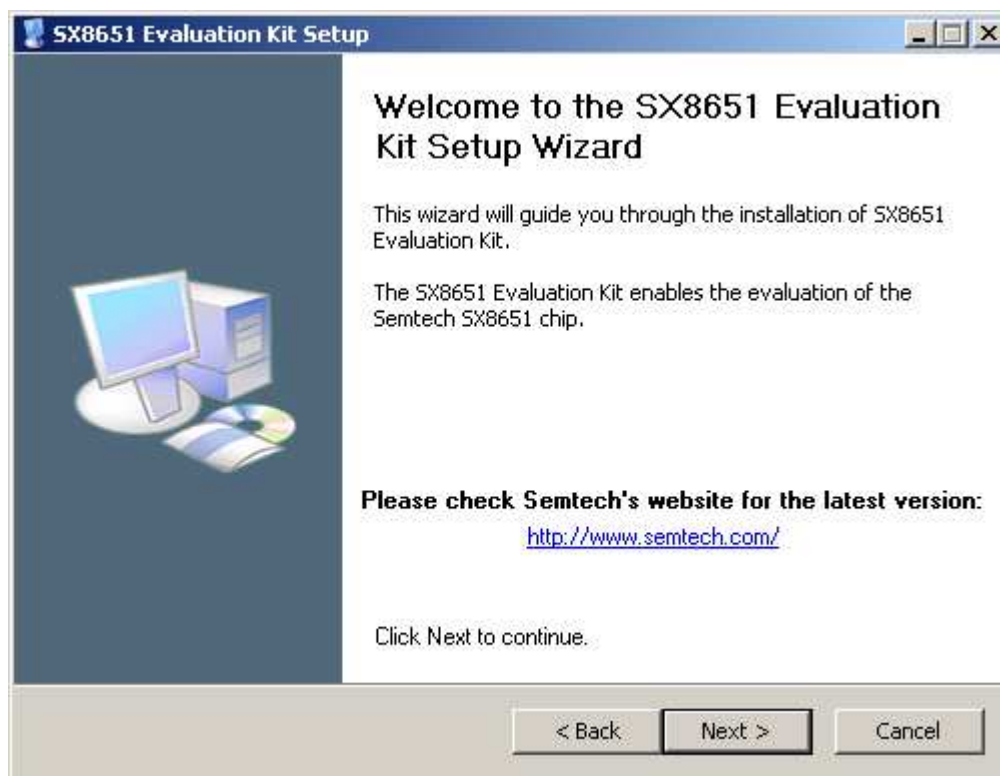 SX8651 Evaluation Kit Setup
Welcome to the SX8651 Evaluation
Kit Setup Wizard
This wizard will guide you through the installation of SX8651
Evaluation Kit.
The SX8651 Evaluation Kit enables the evaluation of the
Semtech SX8651 chip.
Please check Semtech's website for the latest version:
http://www.semtech.com/
Click Next to continue.
< Back
Next >
Cancel